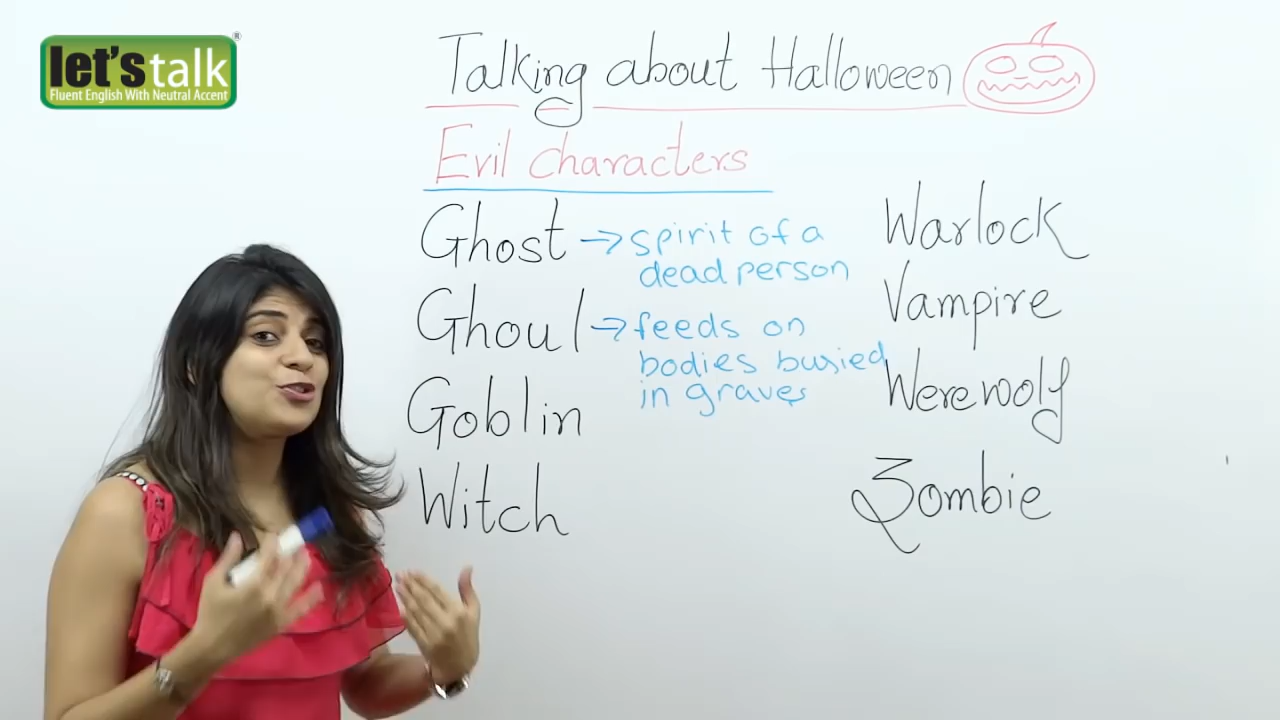 let's talk®
Fluent English With Neutral Accent
Talking about Halloween
Evil characters
Ghost → spirit of a
dead person
Ghoul → feeds on
bodies buried
in graves
Goblin
Witch
Warlock
Vampire
Werewolf
Zombie